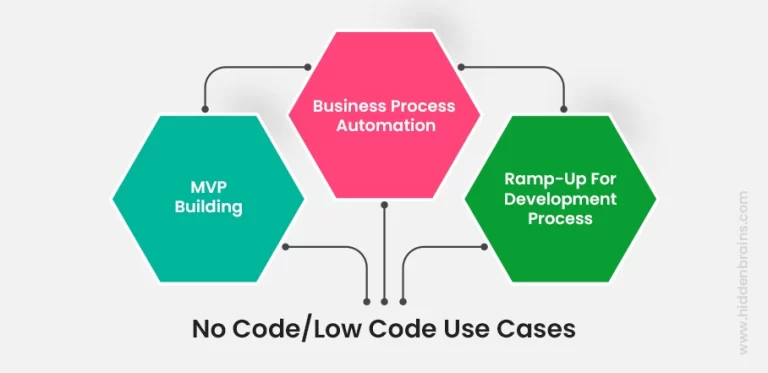 Business Process
Automation
MVP
Building
Ramp-Up For
Development
Process
No Code/Low Code Use Cases
www.hiddenbrains.com